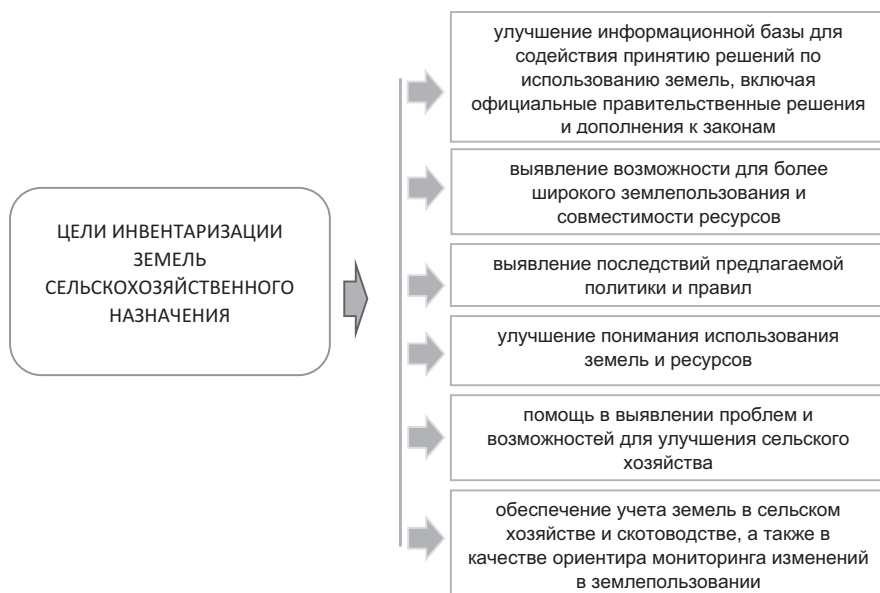 ЦЕЛИ ИНВЕНТАРИЗАЦИИ
ЗЕМЕЛЬ
СЕЛЬСКОХОЗЯЙСТВЕННОГО
НАЗНАЧЕНИЯ
улучшение информационной базы для
содействия принятию решений по
использованию земель, включая
официальные правительственные решения
и дополнения к законам
выявление возможности для более
широкого землепользования и
совместимости ресурсов
выявление последствий предлагаемой
политики и правил
улучшение понимания использования
земель и ресурсов
помощь в выявлении проблем и
возможностей для улучшения сельского
хозяйства
обеспечение учета земель в сельском
хозяйстве и скотоводстве, а также в
качестве ориентира мониторинга изменений
в землепользовании